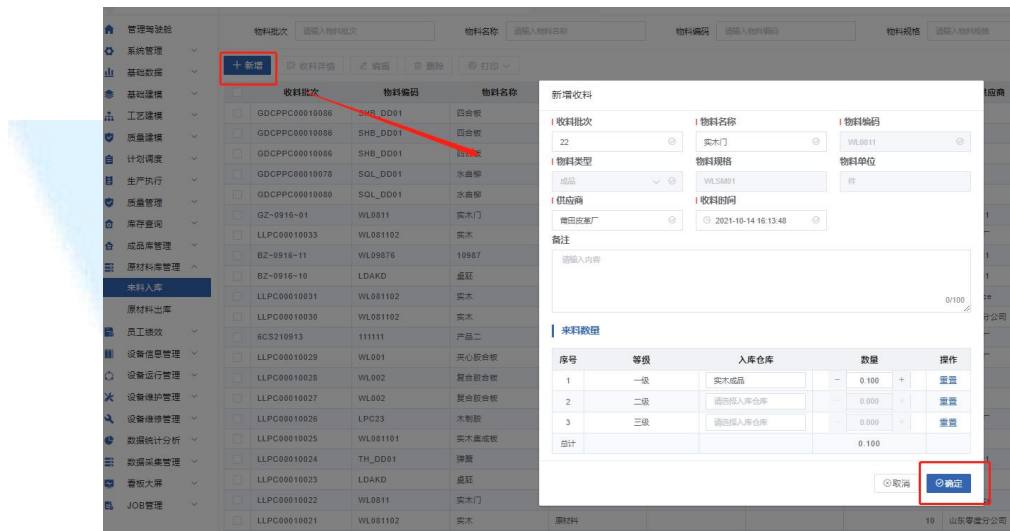 管理驾驶舱
系统管理
基础数据
基础建模
工艺建模
质量建模
计划调度
生产执行
质量管理
库存查询
成品库管理
原材料库管理
来料入库
原材料出库
员工绩效
设备信息管理
设备运行管理
设备维护管理
设备维修管理
数据统计分析
数据采集管理
看板大屏
JOB管理
物料批次 请输入物料批次 物料名称 请输入物料名称 物料编码 请输入物料编码 物料规格 请输入物料规格
新增 收料详情 编辑 删除 打印
收料批次 物料编码 物料名称 供应商
GDCPPC00010086 SHB_DD01 四合板
GDCPPC00010086 SHB_DD01 四合板
GDCPPC00010086 SHB_DD01 四合板
GDCPPC00010078 SQL_DD01 水曲柳
GDCPPC00010080 SQL_DD01 水曲柳
GZ-0916-01 WL0811 实木门
LLPC00010033 WL081102 实木
BZ-0916-11 WL09876 10987
BZ-0916-10 LDAKD 桌廷
LLPC00010031 WL081102 实木
LLPC00010030 WL081102 实木
6CS210913 111111 产品二
LLPC00010029 WL001 夹心胶合板
LLPC00010028 WL002 复合胶合板
LLPC00010027 WL002 复合胶合板
LLPC00010026 LPC23 木制胶
LLPC00010025 WL081101 实木集成板
LLPC00010024 TH_DD01 弹簧
LLPC00010023 LDAKD 桌廷
LLPC00010022 WL0811 实木门
LLPC00010021 WL081102 实木 原材料 10 山东零度分公司
新增收料
收料批次 物料名称 物料编码
22 实木门 WL0811
物料类型 物料规格 物料单位
成品 WLSM01 件
供应商 收料时间
莆田皮革厂 2021-10-14 16:13:48
备注
请输入内容
0/100
来料数量
序号 等级 入库仓库 数量 操作
1 一级 实木成品 - 0.100 + 重置
2 二级 请选择入库仓库 - 0.000 + 重置
3 三级 请选择入库仓库 - 0.000 + 重置
总计 0.100
取消 确定